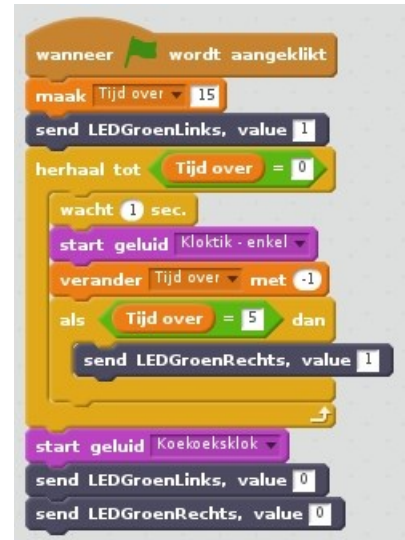 wanneer wordt aangeklikt
maak Tijd over 15
send LEDGroenLinks, value 1
herhaal tot Tijd over = 0
wacht 1 sec.
start geluid Kloktik - enkel
verander Tijd over met -1
als Tijd over = 5 dan
send LEDGroenRechts, value 1
start geluid Koekoeksklok
send LEDGroenLinks, value 0
send LEDGroenRechts, value 0